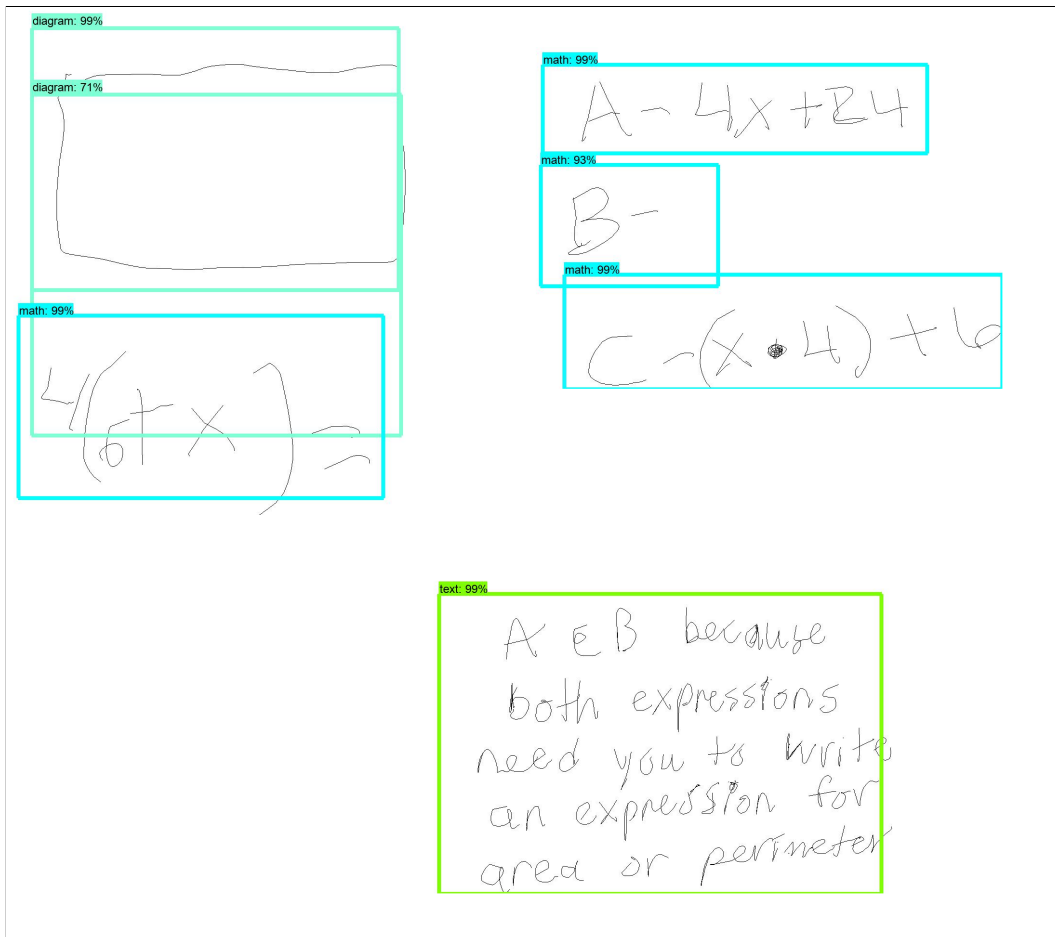 diagram: 99%
diagram: 71%
math: 99%
4(6+ x ) =
math: 99%
A - 4x + 24
math: 93%
B -
math: 99%
C - (x • 4) + 6
text: 99%
A & B because
both expressions
need you to write
an expression for
area or perimeter